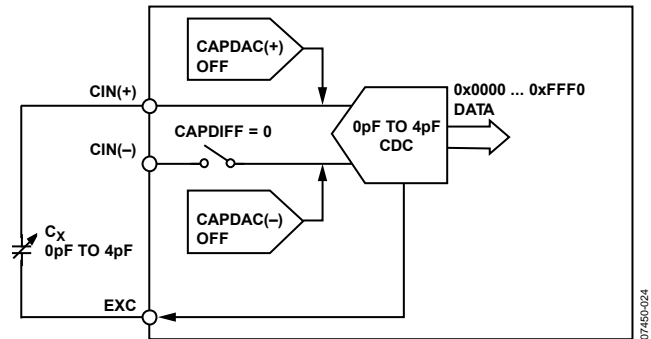 CAPDAC(+)
OFF
CIN(+)
0x0000 ... 0xFFF0
DATA
CAPDIFF = 0
0pF TO 4pF
CDC
CIN(–)
CAPDAC(–)
OFF
CX
0pF TO 4pF
EXC
07450-024